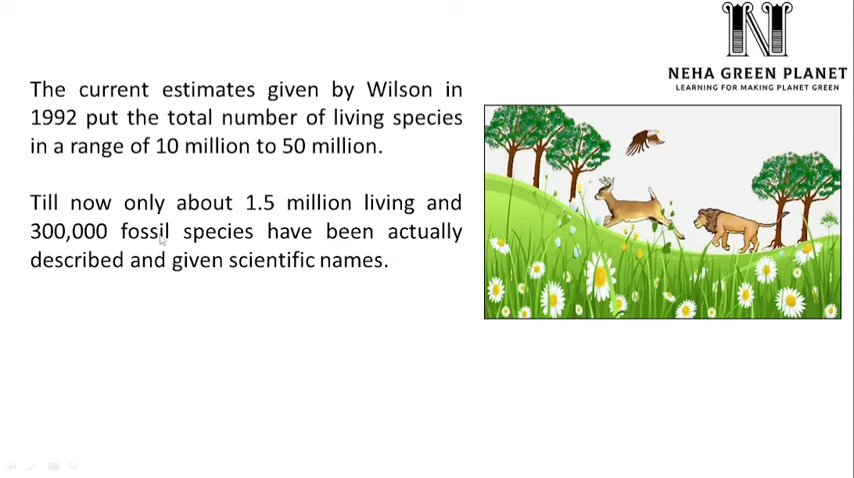 N
NEHA GREEN PLANET
LEARNING FOR MAKING PLANET GREEN
The current estimates given by Wilson in
1992 put the total number of living species
in a range of 10 million to 50 million.
Till now only about 1.5 million living and
300,000 fossil species have been actually
described and given scientific names.